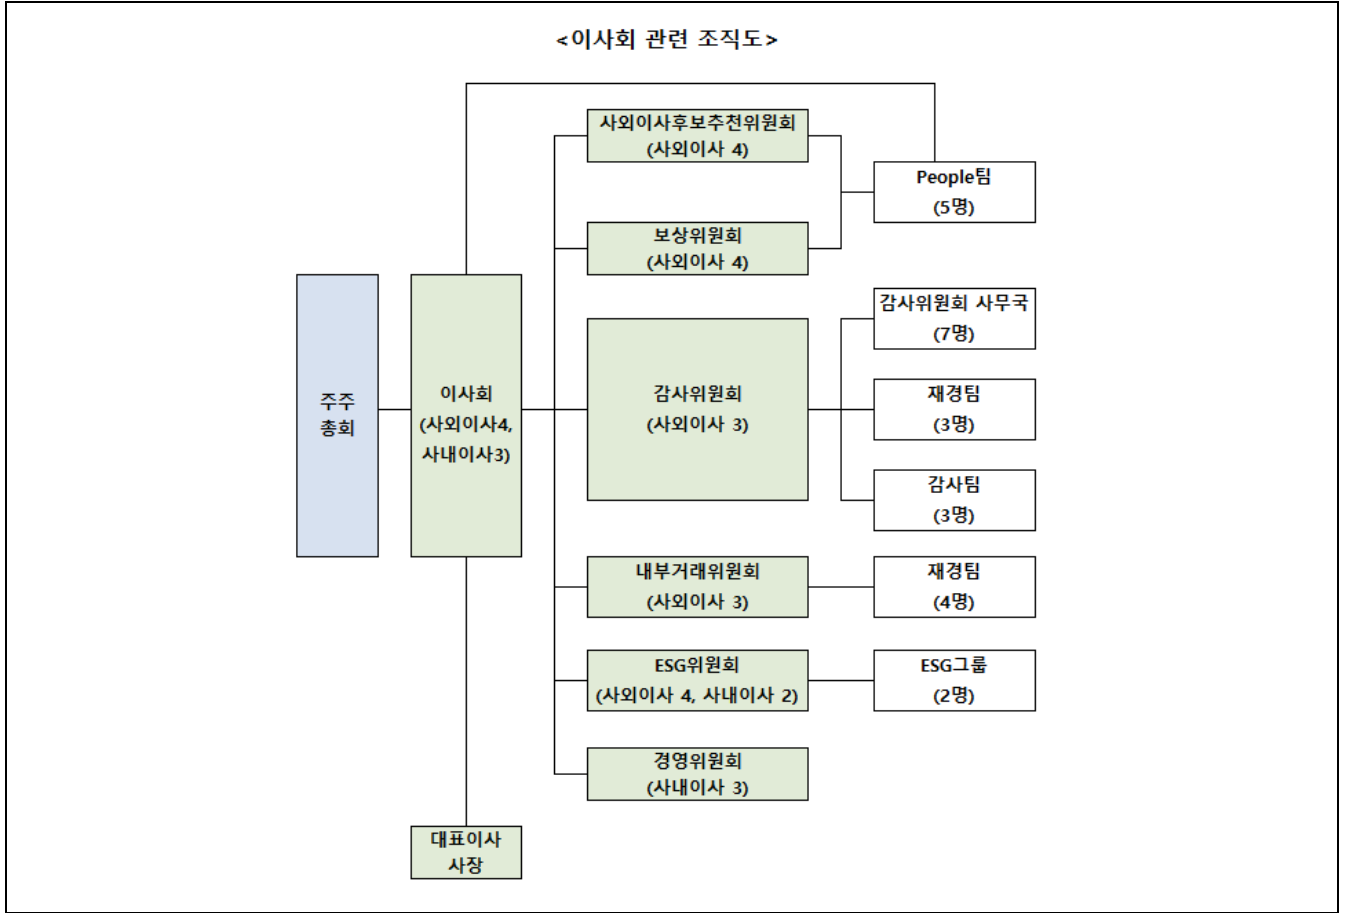 <이사회 관련 조직도>
사외이사후보추천위원회
(사외이사 4)
People팀
(5명)
보상위원회
(사외이사 4)
주주
총회
이사회
(사외이사4,
사내이사3)
감사위원회
(사외이사 3)
감사위원회 사무국
(7명)
재경팀
(3명)
감사팀
(3명)
내부거래위원회
(사외이사 3)
재경팀
(4명)
ESG위원회
(사외이사 4, 사내이사 2)
ESG그룹
(2명)
경영위원회
(사내이사 3)
대표이사
사장